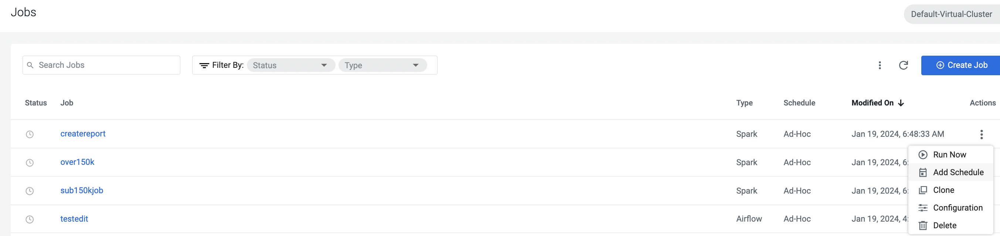 Jobs
Default-Virtual-Cluster
Search Jobs
Filter By: Status Type
Create Job
Status Job Type Schedule Modified On Actions
createreport Spark Ad-Hoc Jan 19, 2024, 6:48:33 AM
Run Now
over150k Spark Ad-Hoc Jan 19, 2024, 6:
Add Schedule
sub150kjob Spark Ad-Hoc Jan 19, 2024, 6:
Clone
Configuration
testedit Airflow Ad-Hoc Jan 19, 2024, 4:
Delete